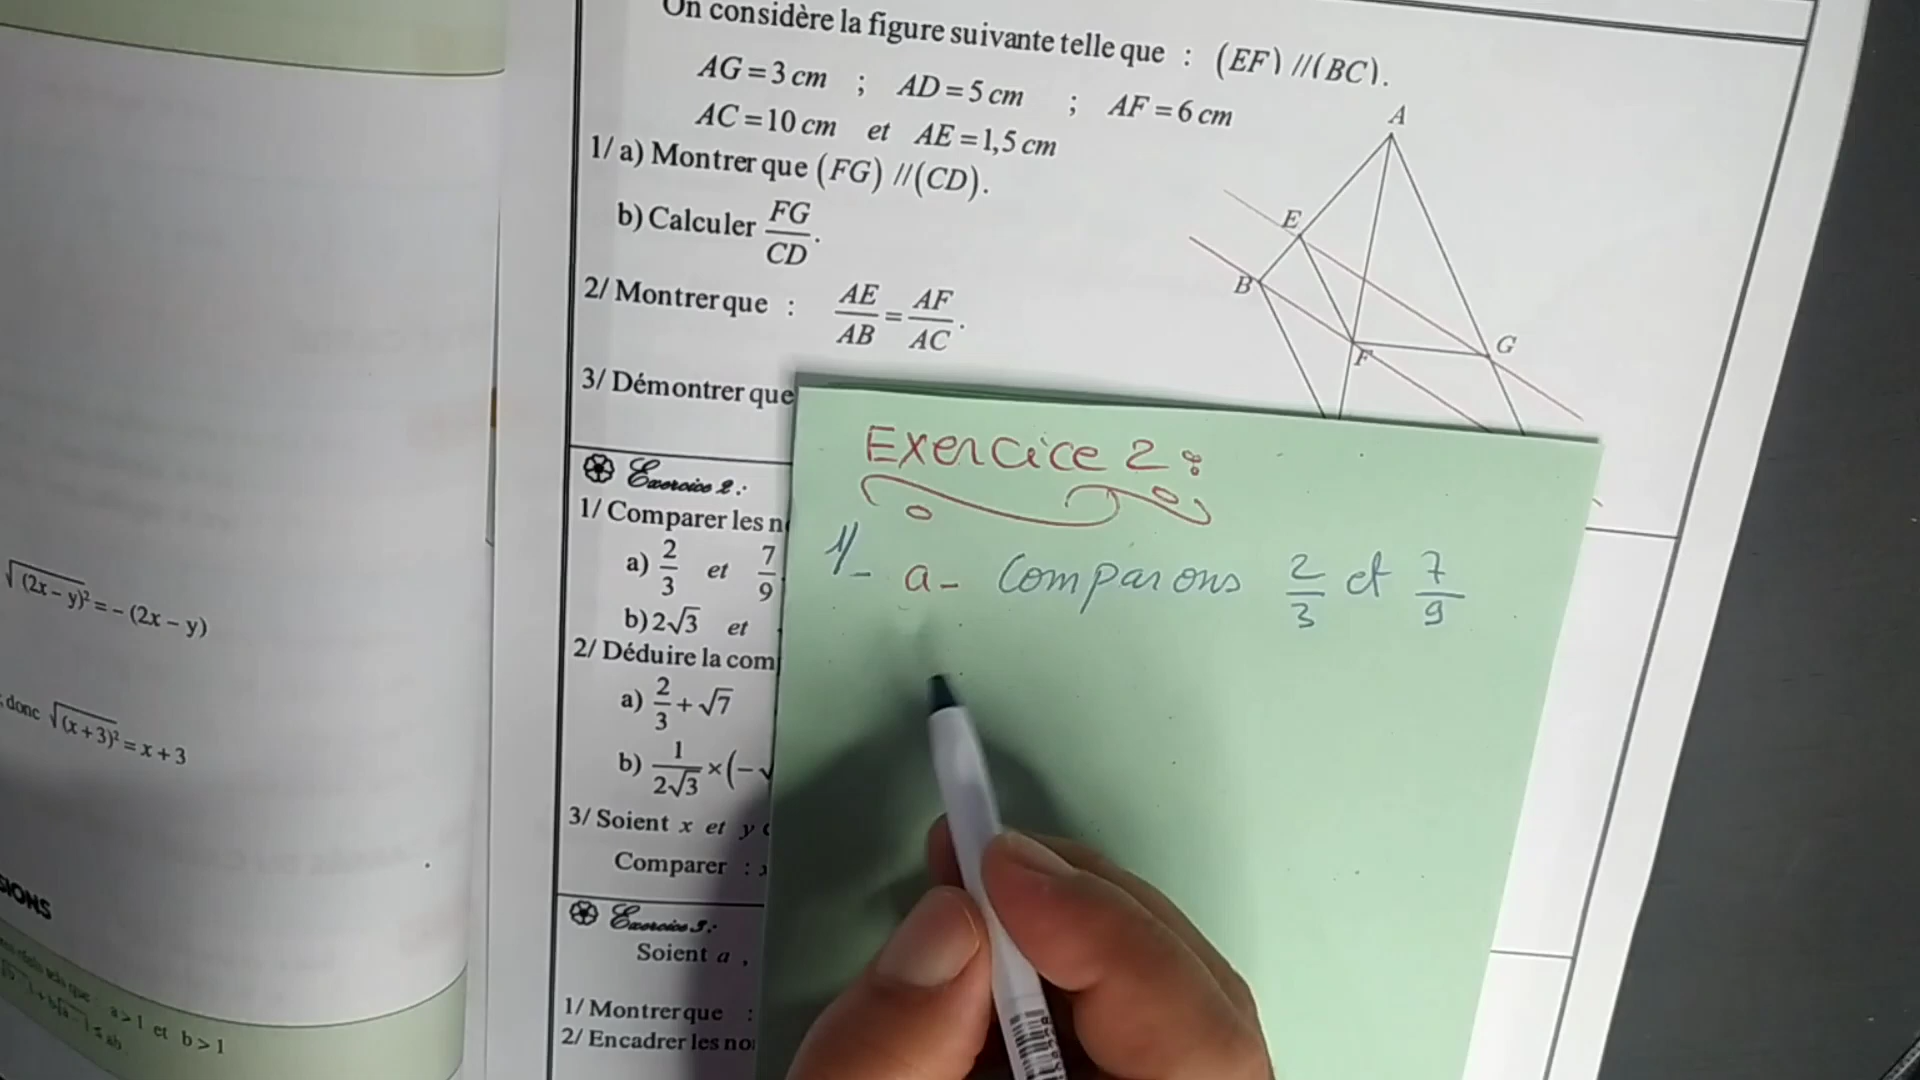 On considère la figure suivante telle que : (EF) //(BC).
AG = 3 cm ; AD = 5 cm ; AF = 6 cm
AC = 10 cm et AE = 1,5 cm
1/ a) Montrer que (FG) //(CD).
b) Calculer FG/CD.
2/ Montrer que : AE/AB = AF/AC.
3/ Démontrer que
A
E
B
F
G
Exercice 2 :
1/ Comparer les n
a) 2/3 et 7/9
b) 2√3 et
2/ Déduire la com
a) 2/3 + √7
b) 1/2√3 × (−√
3/ Soient x et y
Comparer :
Exercice 3 :
Soient a ,
1/ Montrer que :
2/ Encadrer les no
Exercice 2 :
1/- a- Comparons 2/3 et 7/9
√(2x − y)² = − (2x − y)
donc √(x + 3)² = x + 3
SIONS
a > 1 et b > 1
≤ ab